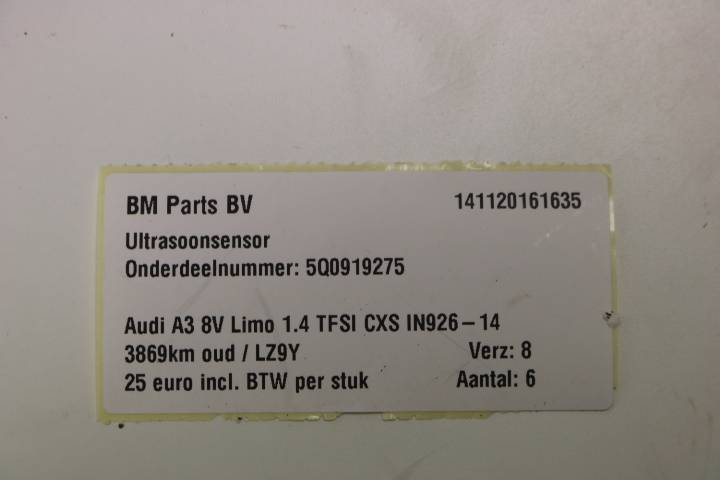 BM Parts BV 141120161635
Ultrasoonsensor
Onderdeelnummer: 5Q0919275
Audi A3 8V Limo 1.4 TFSI CXS IN926-14
3869km oud / LZ9Y Verz: 8
25 euro incl. BTW per stuk Aantal: 6